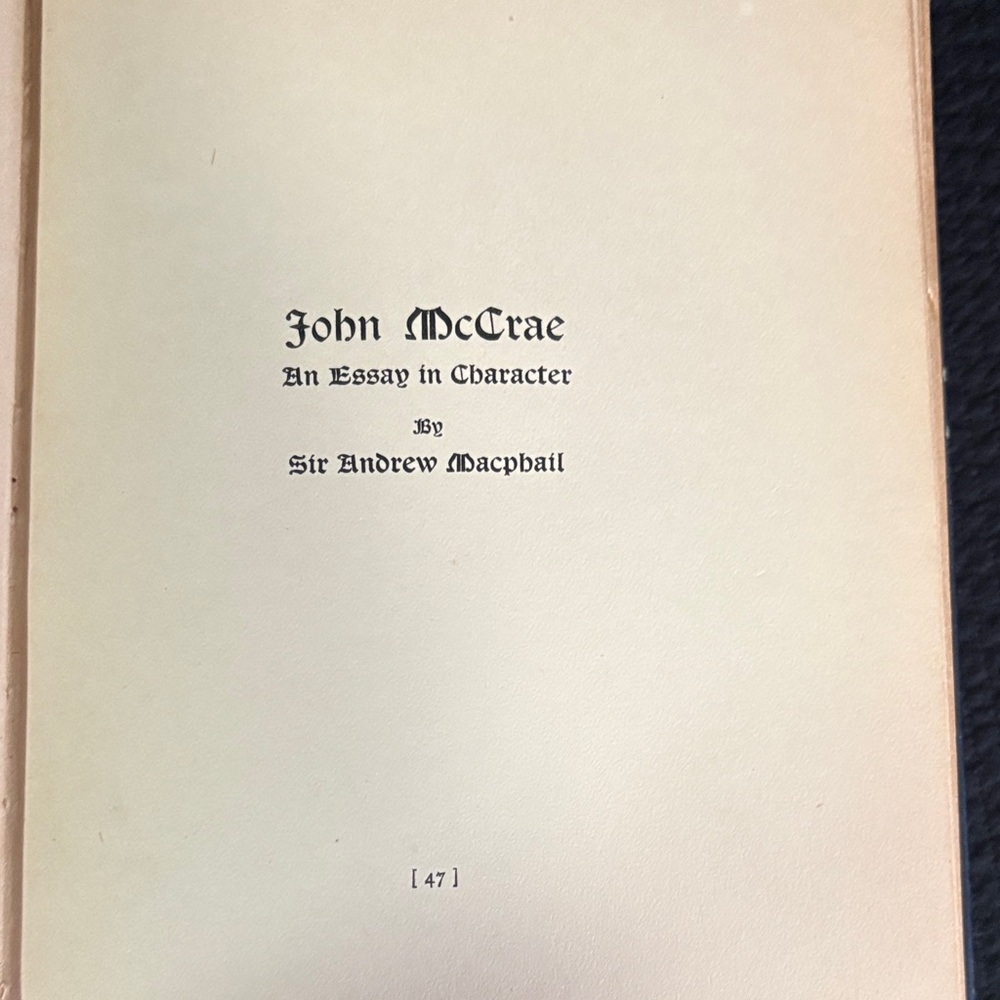 John McCrae
An Essay in Character
By
Sir Andrew Macphail
[ 47 ]